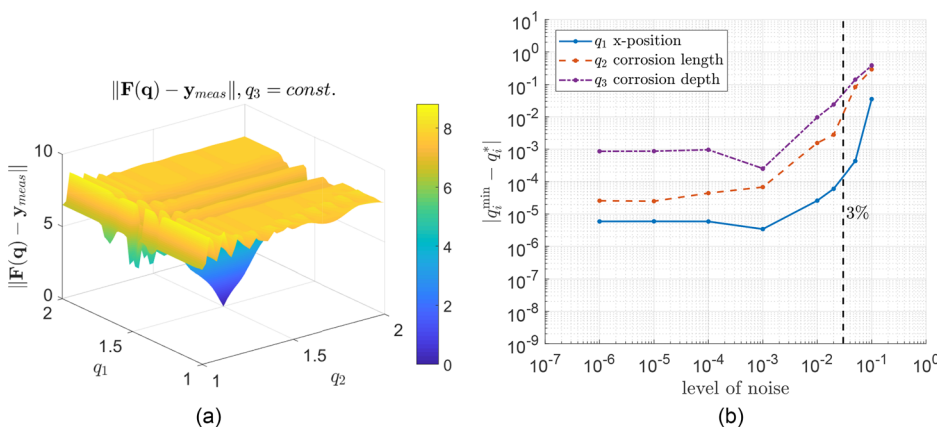 ‖F(q) − y_meas‖, q₃ = const.
‖F(q) − y_meas‖
10
5
0
2
1.5
1
q₁
1
1.5
2
q₂
8
6
4
2
0
(a)
|qᵢ^min − qᵢ*|
10¹
10⁰
10⁻¹
10⁻²
10⁻³
10⁻⁴
10⁻⁵
10⁻⁶
10⁻⁷
10⁻⁸
10⁻⁹
q₁ x-position
q₂ corrosion length
q₃ corrosion depth
3%
10⁻⁷ 10⁻⁶ 10⁻⁵ 10⁻⁴ 10⁻³ 10⁻² 10⁻¹ 10⁰
level of noise
(b)